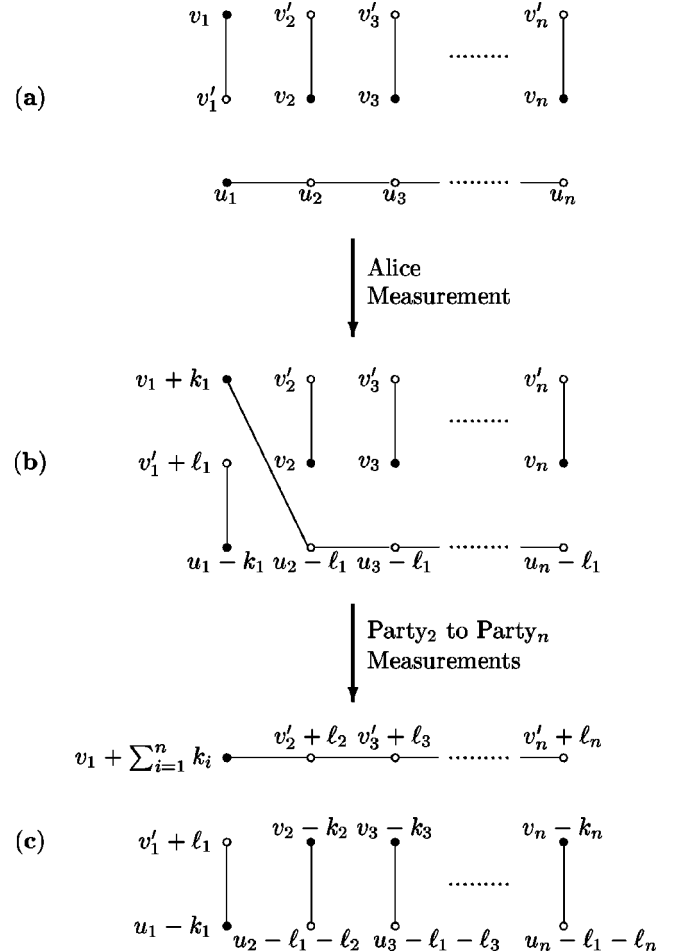 v₁ v′₂ v′₃ v′ₙ
(a) v′₁ v₂ v₃ ········· vₙ
u₁ u₂ u₃ ········· uₙ
Alice
Measurement
v₁ + k₁ v′₂ v′₃ v′ₙ
(b) v′₁ + ℓ₁ v₂ v₃ ········· vₙ
u₁ − k₁ u₂ − ℓ₁ u₃ − ℓ₁ ········· uₙ − ℓ₁
Party₂ to Partyₙ
Measurements
v′₂ + ℓ₂ v′₃ + ℓ₃ v′ₙ + ℓₙ
v₁ + ∑ⁿᵢ₌₁ kᵢ ·········
v₂ − k₂ v₃ − k₃ vₙ − kₙ
(c) v′₁ + ℓ₁ ·········
u₁ − k₁ u₂ − ℓ₁ − ℓ₂ u₃ − ℓ₁ − ℓ₃ uₙ − ℓ₁ − ℓₙ